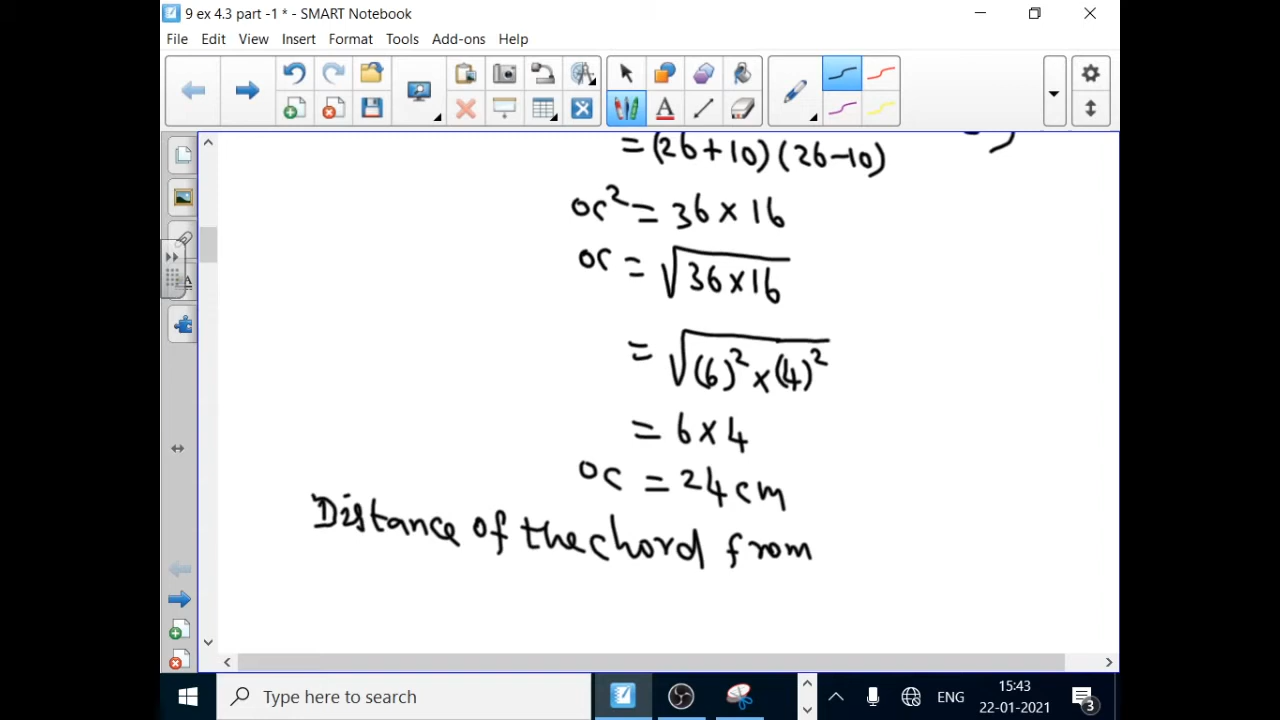 9 ex 4.3 part -1 * - SMART Notebook
File Edit View Insert Format Tools Add-ons Help
= (26+10) (26-10)
OC² = 36 × 16
OC = √36×16
= √(6)² × (4)²
= 6 × 4
OC = 24 cm
Distance of the chord from
Type here to search
ENG
15:43
22-01-2021
3